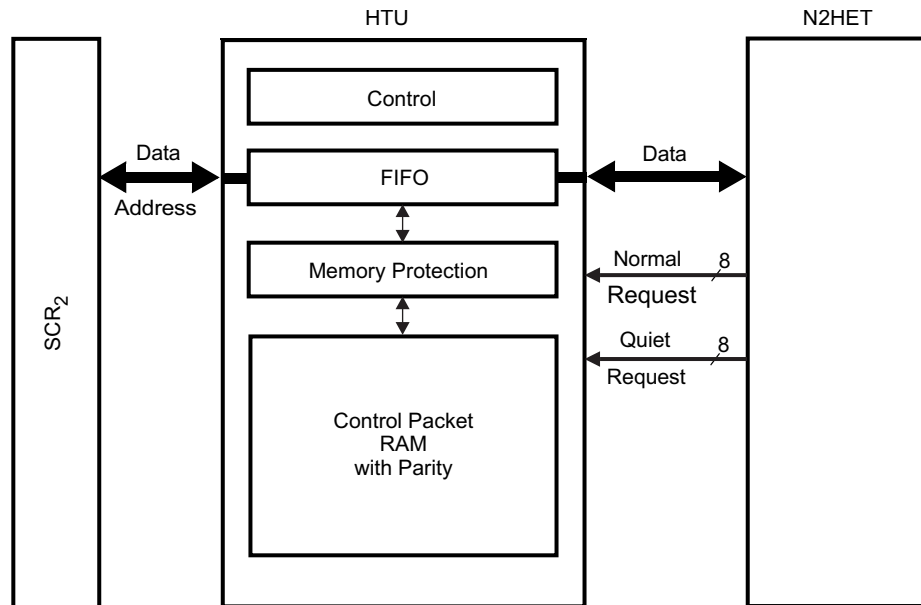 HTU
N2HET
Control
Data
FIFO
Data
Address
Memory Protection
Normal
8
Request
SCR2
Quiet
8
Request
Control Packet
RAM
with Parity